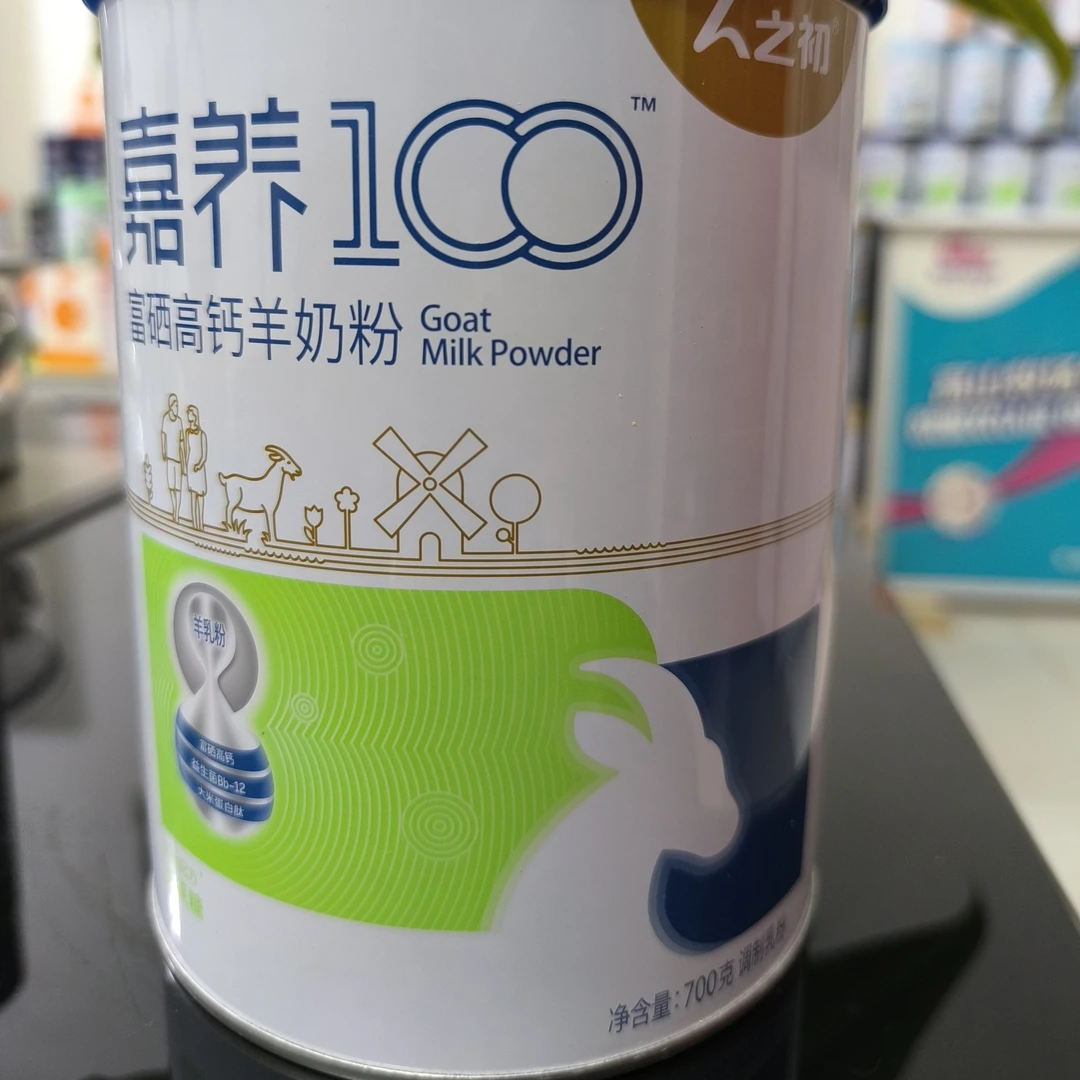 人之初
嘉养100™
富硒高钙羊奶粉
Goat
Milk Powder
羊乳粉
富硒高钙
益生菌Bb-12
大米蛋白肽
净含量:700克 调制乳粉